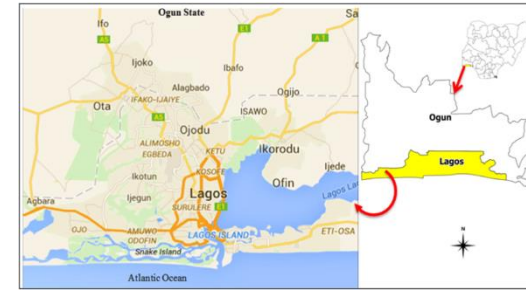 Ogun State
Sa
Ifo
E1
A5
A1
Ijoko
Ibafo
Alagbado
Ogijo
Ota
IFAKO-IJAIYE
ISAWO
A5
Ojodu
ALIMOSHO
EGBEDA
KETU
Ikorodu
KOSOFE
Ijede
Ikotun
Ofin
Lagos
Lagos La
Ijegun
SURULERE
E1
Agbara
OJO
AMUWO
ODOFIN
LAGOS ISLAND
ETI-OSA
Snake Island
Atlantic Ocean
Ogun
Lagos
N